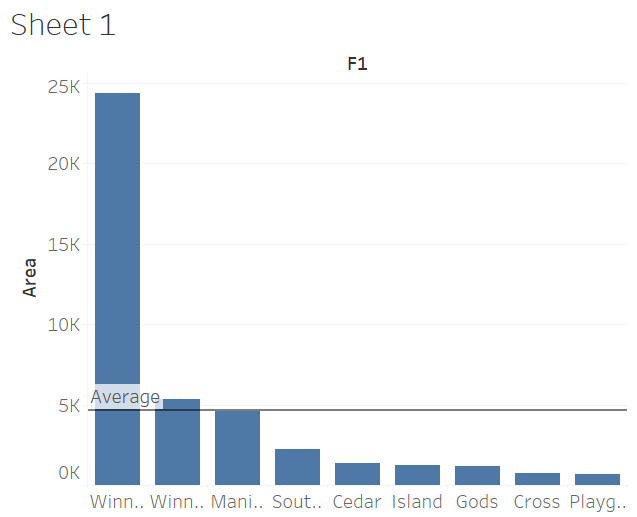 Sheet 1
F1
Area
25K
20K
15K
10K
5K
0K
Average
Winn.. Winn.. Mani.. Sout.. Cedar Island Gods Cross Playg..